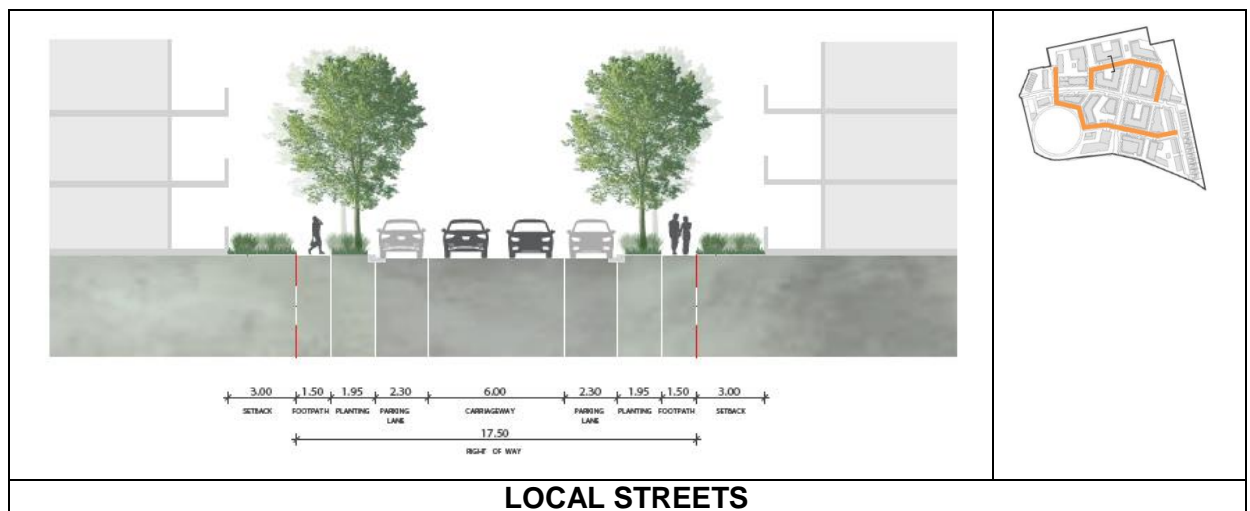 3.00 1.50 1.95 2.30 6.00 2.30 1.95 1.50 3.00
SETBACK FOOTPATH PLANTING PARKING LANE CARRIAGEWAY PARKING LANE PLANTING FOOTPATH SETBACK
17.50
RIGHT OF WAY
LOCAL STREETS